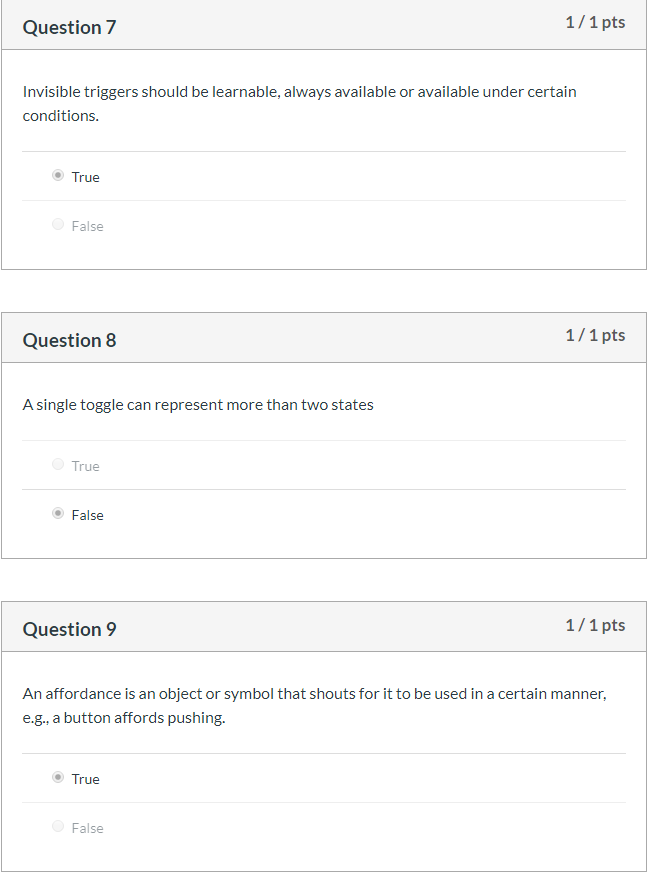 Question 7
1 / 1 pts
Invisible triggers should be learnable, always available or available under certain
conditions.
True
False
Question 8
1 / 1 pts
A single toggle can represent more than two states
True
False
Question 9
1 / 1 pts
An affordance is an object or symbol that shouts for it to be used in a certain manner,
e.g., a button affords pushing.
True
False